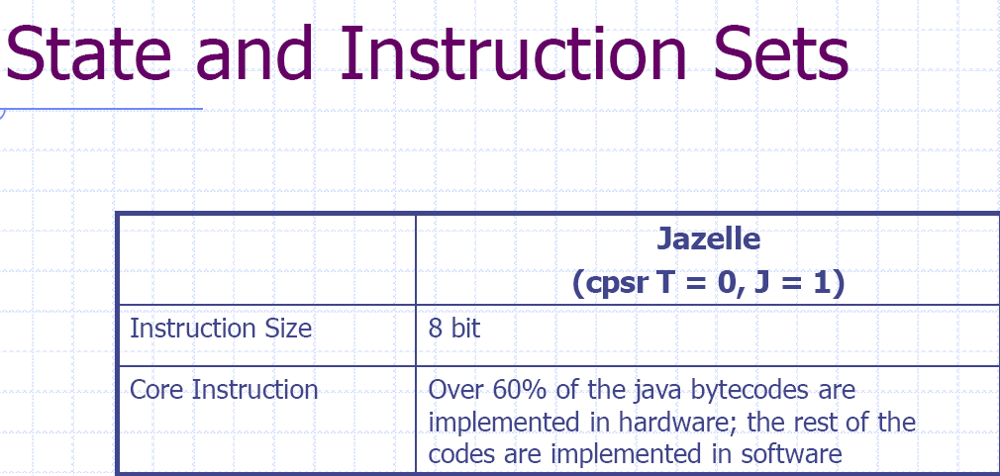 State and Instruction Sets
Jazelle
(cpsr T = 0, J = 1)
Instruction Size
8 bit
Core Instruction
Over 60% of the java bytecodes are
implemented in hardware; the rest of the
codes are implemented in software